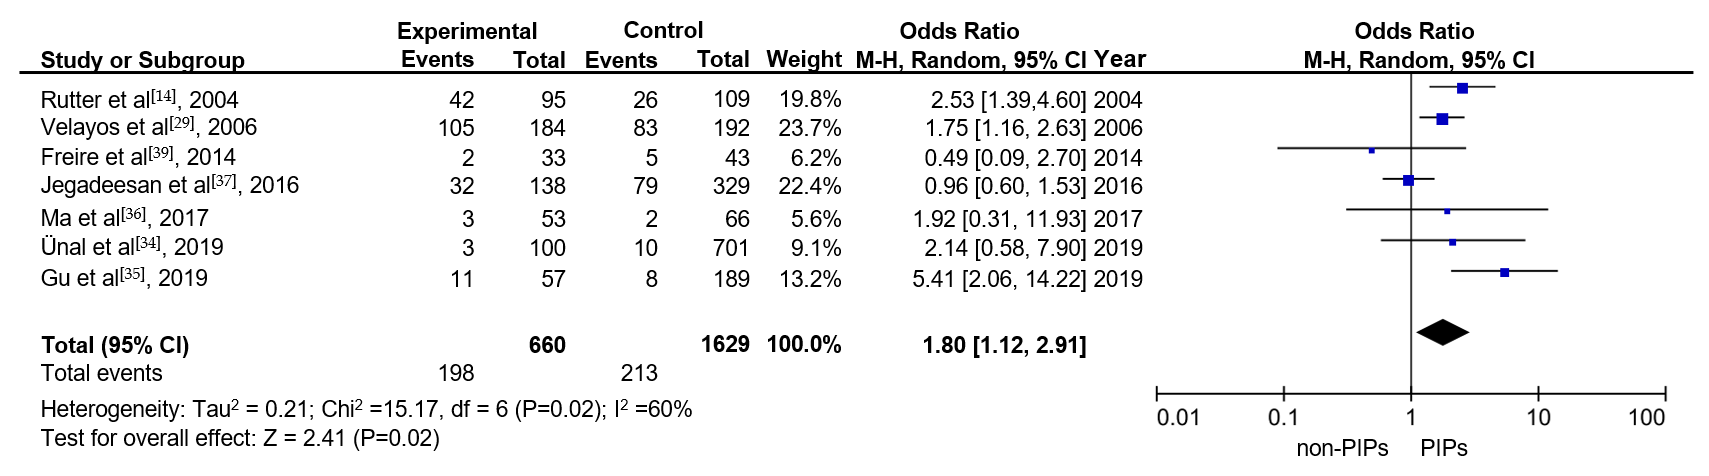 Experimental Control Odds Ratio Odds Ratio
Study or Subgroup Events Total Events Total Weight M-H, Random, 95% CI Year M-H, Random, 95% CI
Rutter et al[14], 2004 42 95 26 109 19.8% 2.53 [1.39,4.60] 2004
Velayos et al[29], 2006 105 184 83 192 23.7% 1.75 [1.16, 2.63] 2006
Freire et al[39], 2014 2 33 5 43 6.2% 0.49 [0.09, 2.70] 2014
Jegadeesan et al[37], 2016 32 138 79 329 22.4% 0.96 [0.60, 1.53] 2016
Ma et al[36], 2017 3 53 2 66 5.6% 1.92 [0.31, 11.93] 2017
Ünal et al[34], 2019 3 100 10 701 9.1% 2.14 [0.58, 7.90] 2019
Gu et al[35], 2019 11 57 8 189 13.2% 5.41 [2.06, 14.22] 2019
Total (95% CI) 660 1629 100.0% 1.80 [1.12, 2.91]
Total events 198 213
Heterogeneity: Tau² = 0.21; Chi² =15.17, df = 6 (P=0.02); I² =60%
Test for overall effect: Z = 2.41 (P=0.02)
0.01 0.1 1 10 100
non-PIPs PIPs